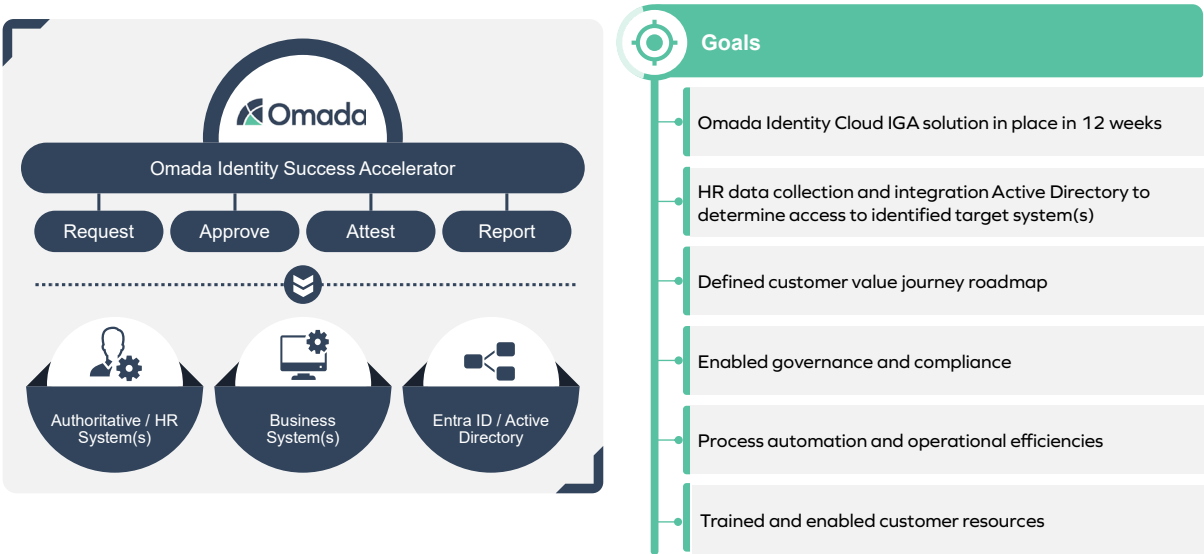 Omada
Omada Identity Success Accelerator
Request
Approve
Attest
Report
Authoritative / HR
System(s)
Business
System(s)
Entra ID / Active
Directory
Goals
Omada Identity Cloud IGA solution in place in 12 weeks
HR data collection and integration Active Directory to
determine access to identified target system(s)
Defined customer value journey roadmap
Enabled governance and compliance
Process automation and operational efficiencies
Trained and enabled customer resources